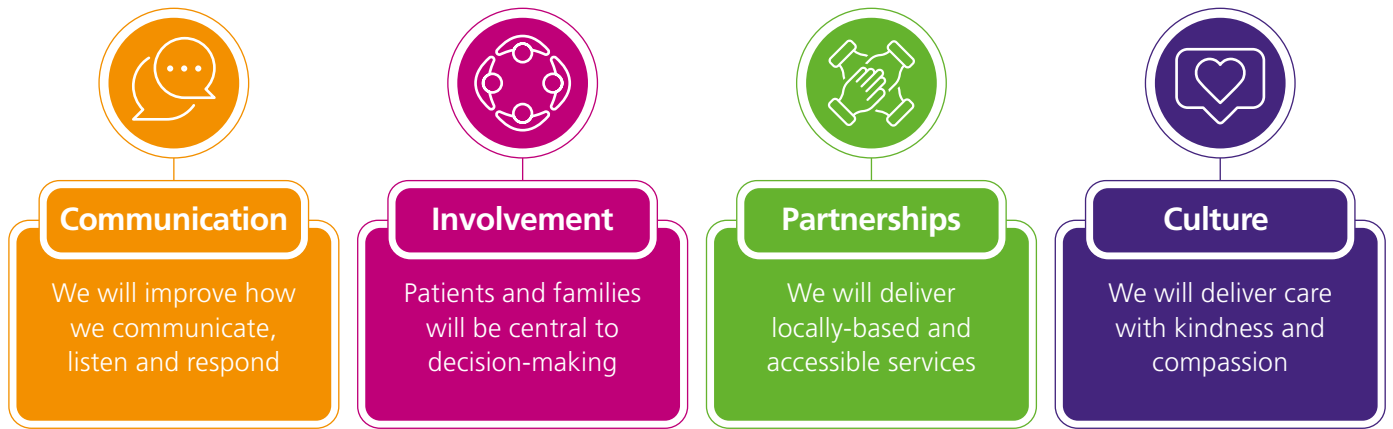 Communication
We will improve how
we communicate,
listen and respond
Involvement
Patients and families
will be central to
decision-making
Partnerships
We will deliver
locally-based and
accessible services
Culture
We will deliver care
with kindness and
compassion